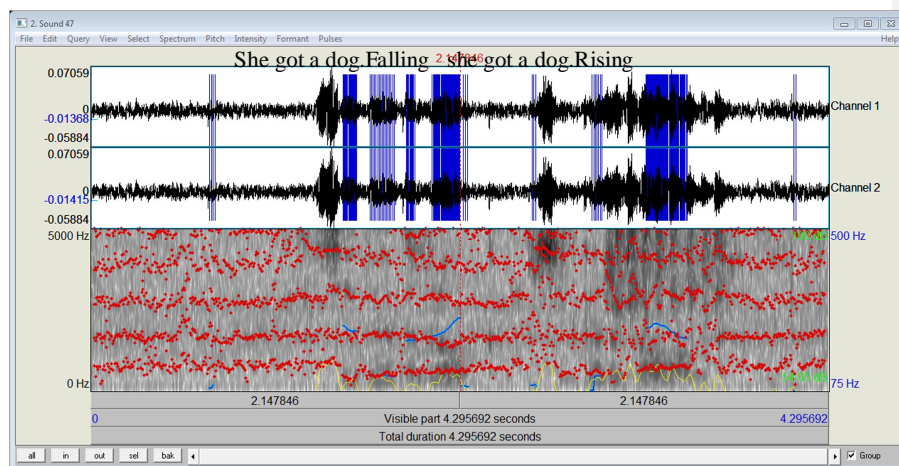 2. Sound 47
File Edit Query View Select Spectrum Pitch Intensity Formant Pulses Help
She got a dog.Falling she got a dog.Rising
2.147846
0.07059
0
-0.01368
-0.05884
Channel 1
0.07059
0
-0.01415
-0.05884
Channel 2
5000 Hz
500 Hz
0 Hz
75 Hz
2.147846 2.147846
0 Visible part 4.295692 seconds 4.295692
Total duration 4.295692 seconds
all in out sel bak Group